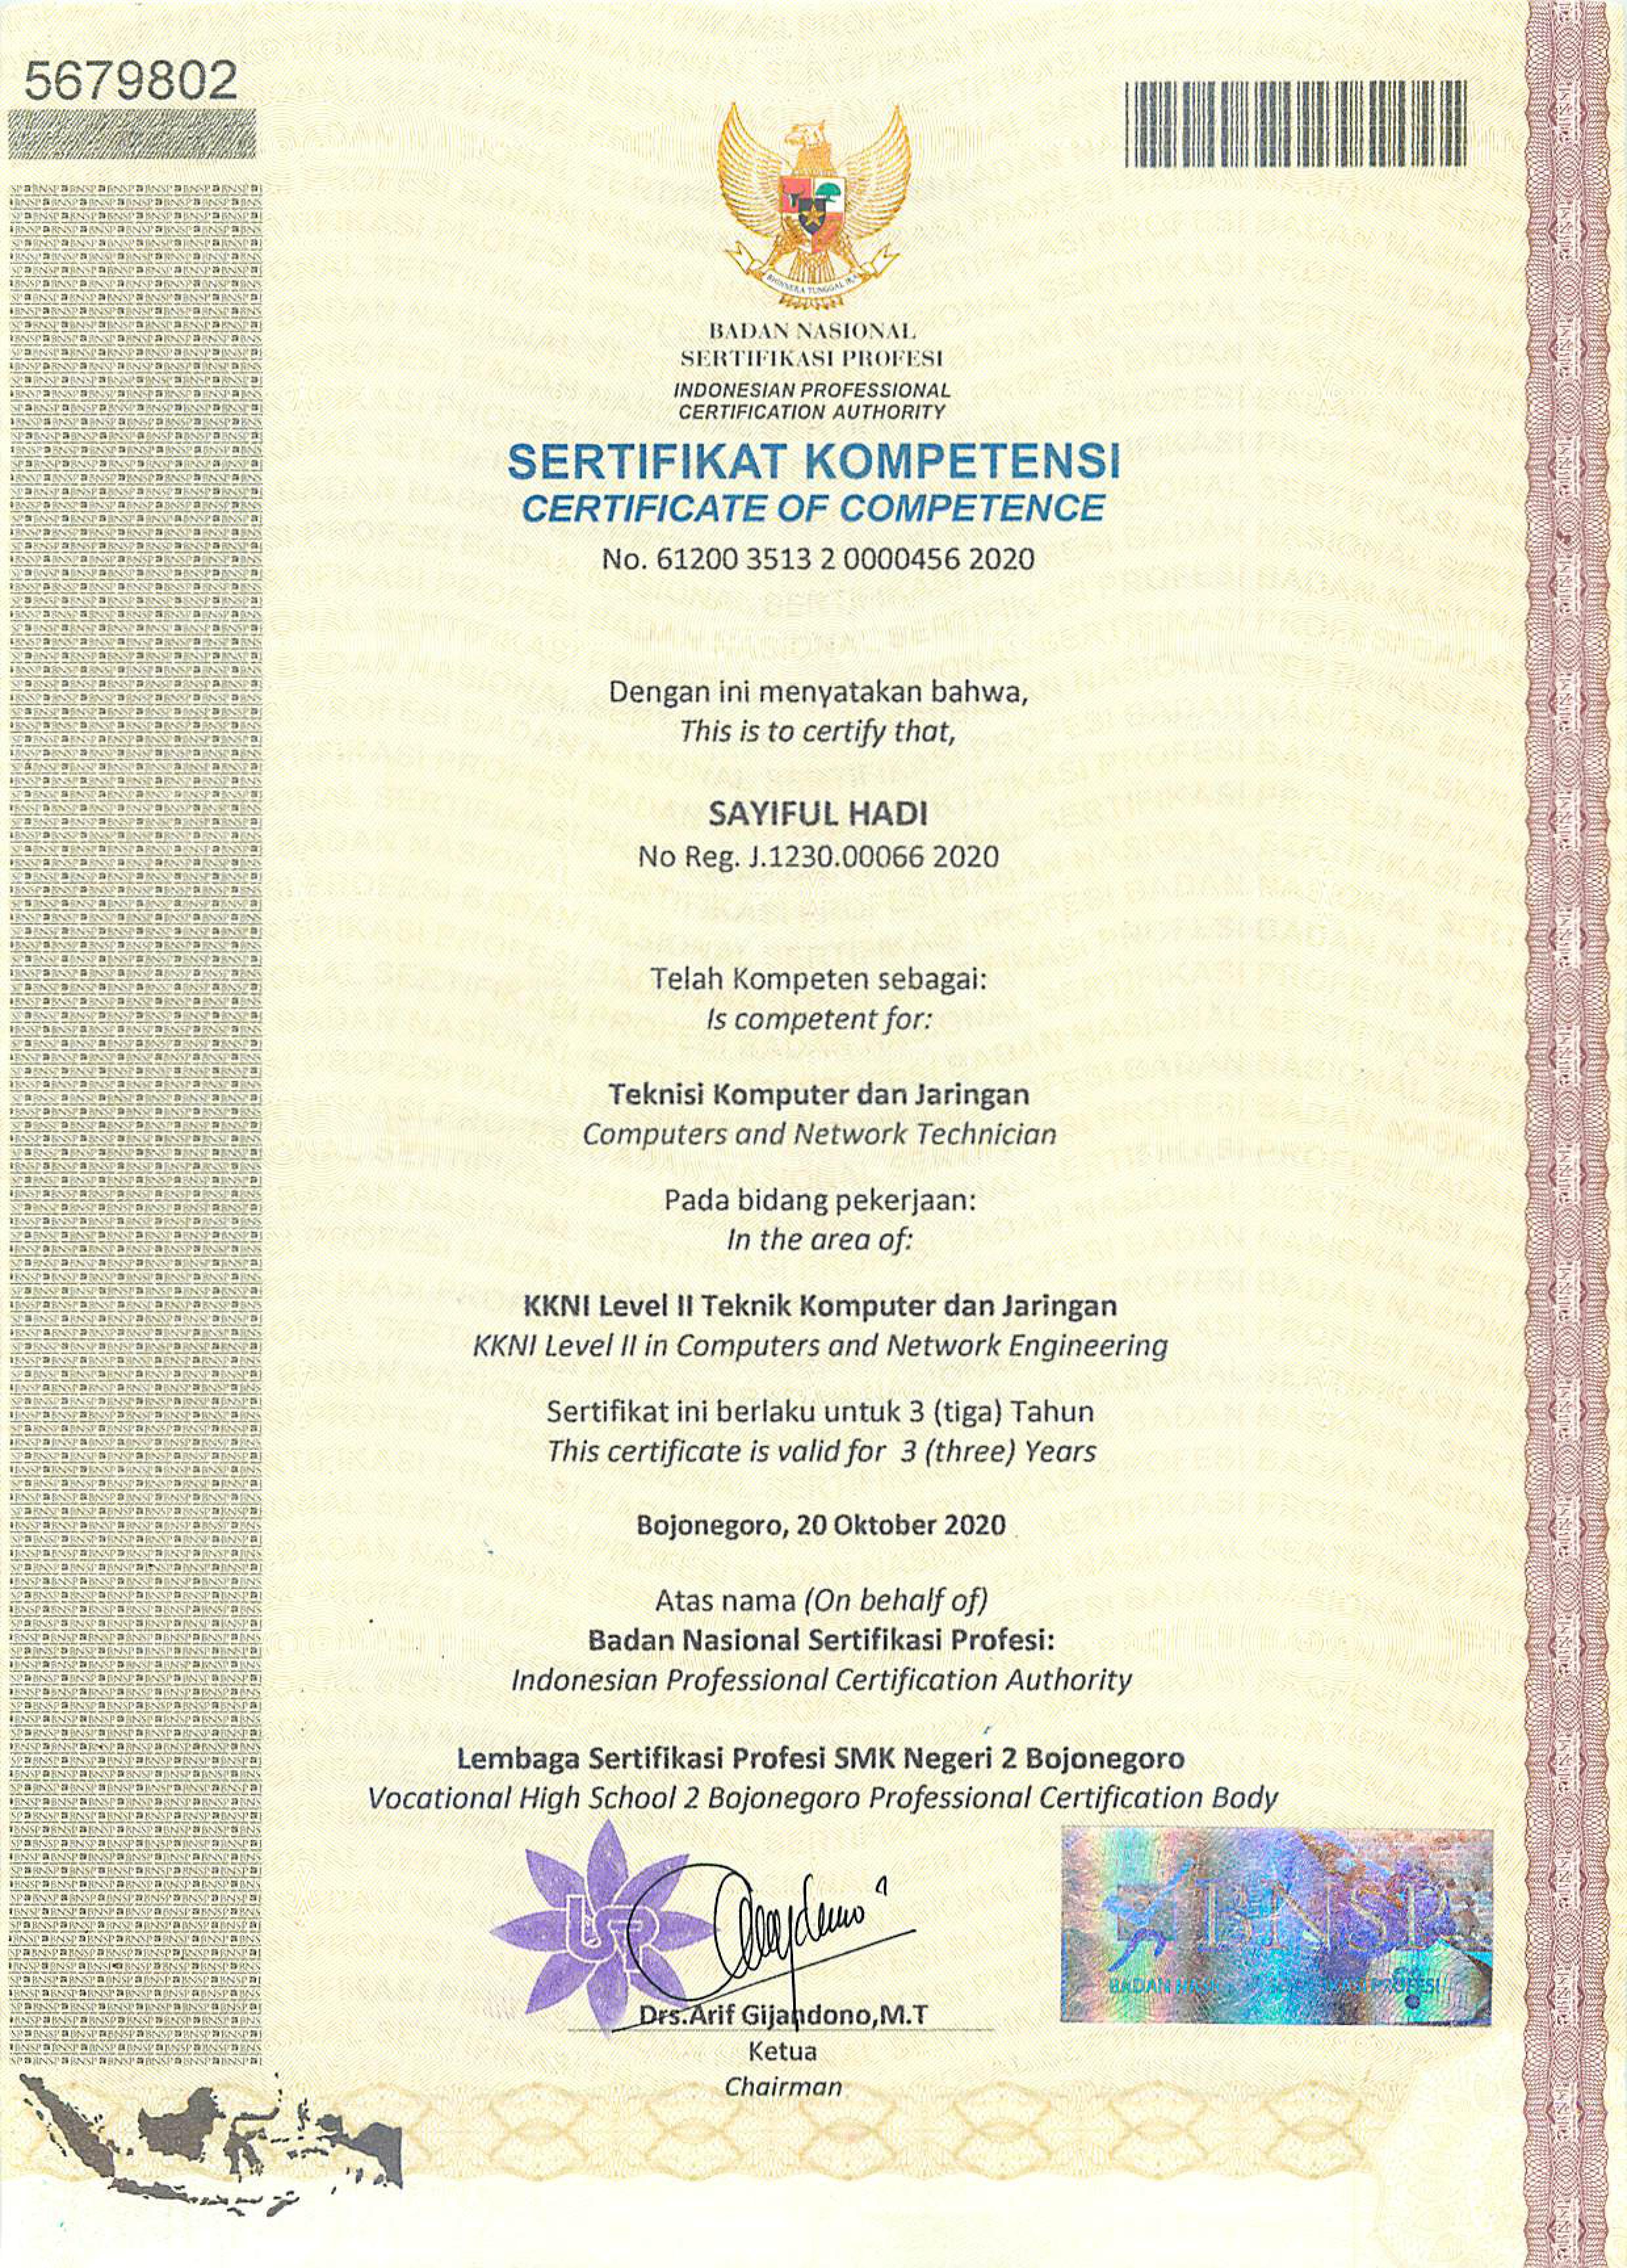 5679802
BHINNEKA TUNGGAL IKA
BADAN NASIONAL
SERTIFIKASI PROFESI
INDONESIAN PROFESSIONAL
CERTIFICATION AUTHORITY
SERTIFIKAT KOMPETENSI
CERTIFICATE OF COMPETENCE
No. 61200 3513 2 0000456 2020
Dengan ini menyatakan bahwa,
This is to certify that,
SAYIFUL HADI
No Reg. J.1230.00066 2020
Telah Kompeten sebagai:
Is competent for:
Teknisi Komputer dan Jaringan
Computers and Network Technician
Pada bidang pekerjaan:
In the area of:
KKNI Level II Teknik Komputer dan Jaringan
KKNI Level II in Computers and Network Engineering
Sertifikat ini berlaku untuk 3 (tiga) Tahun
This certificate is valid for 3 (three) Years
Bojonegoro, 20 Oktober 2020
Atas nama (On behalf of)
Badan Nasional Sertifikasi Profesi:
Indonesian Professional Certification Authority
Lembaga Sertifikasi Profesi SMK Negeri 2 Bojonegoro
Vocational High School 2 Bojonegoro Professional Certification Body
BNSP
BADAN PROFESI
Drs.Arif Gijandono,M.T
Ketua
Chairman